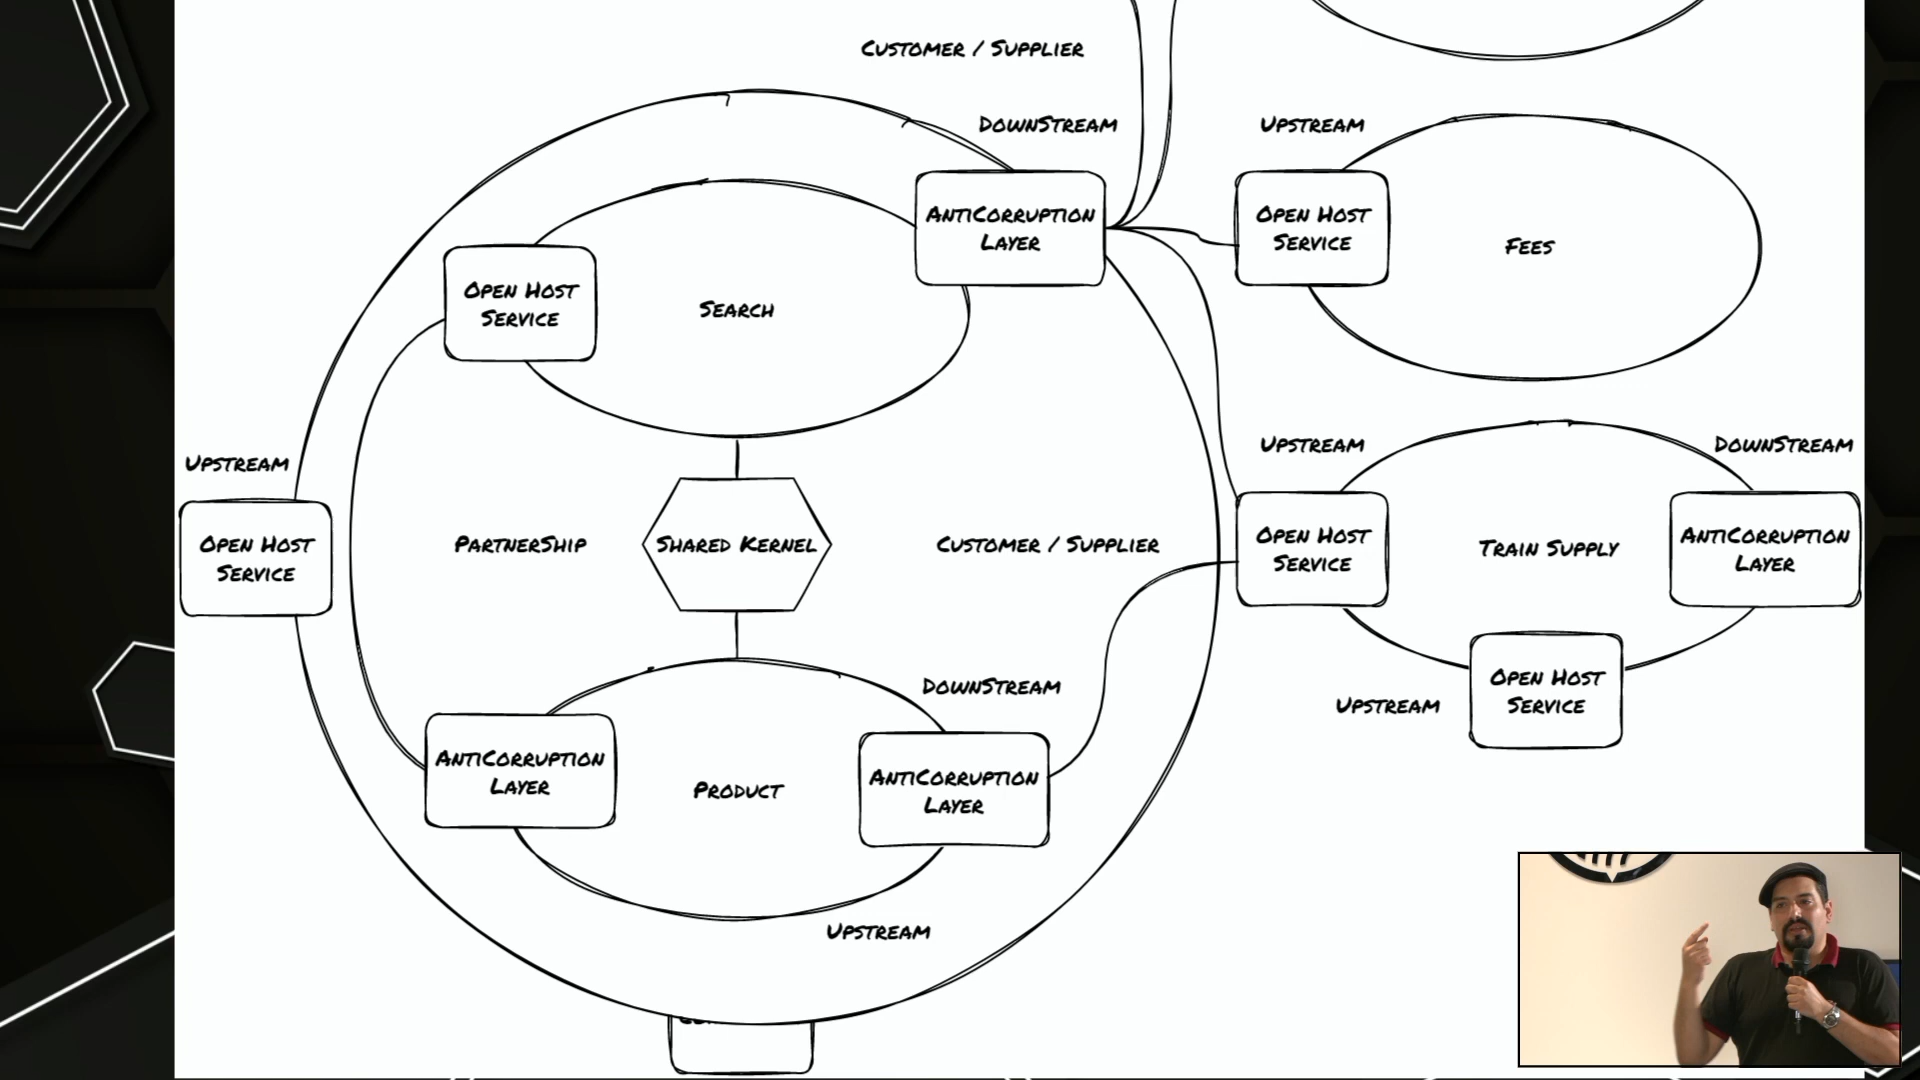 Customer / Supplier
DownStream
Upstream
AntiCorruption
Layer
Open Host
Service
Fees
Open Host
Service
Search
Upstream
DownStream
Upstream
Open Host
Service
Partnership
Shared Kernel
Customer / Supplier
Open Host
Service
Train Supply
AntiCorruption
Layer
DownStream
Upstream
Open Host
Service
AntiCorruption
Layer
Product
AntiCorruption
Layer
Upstream